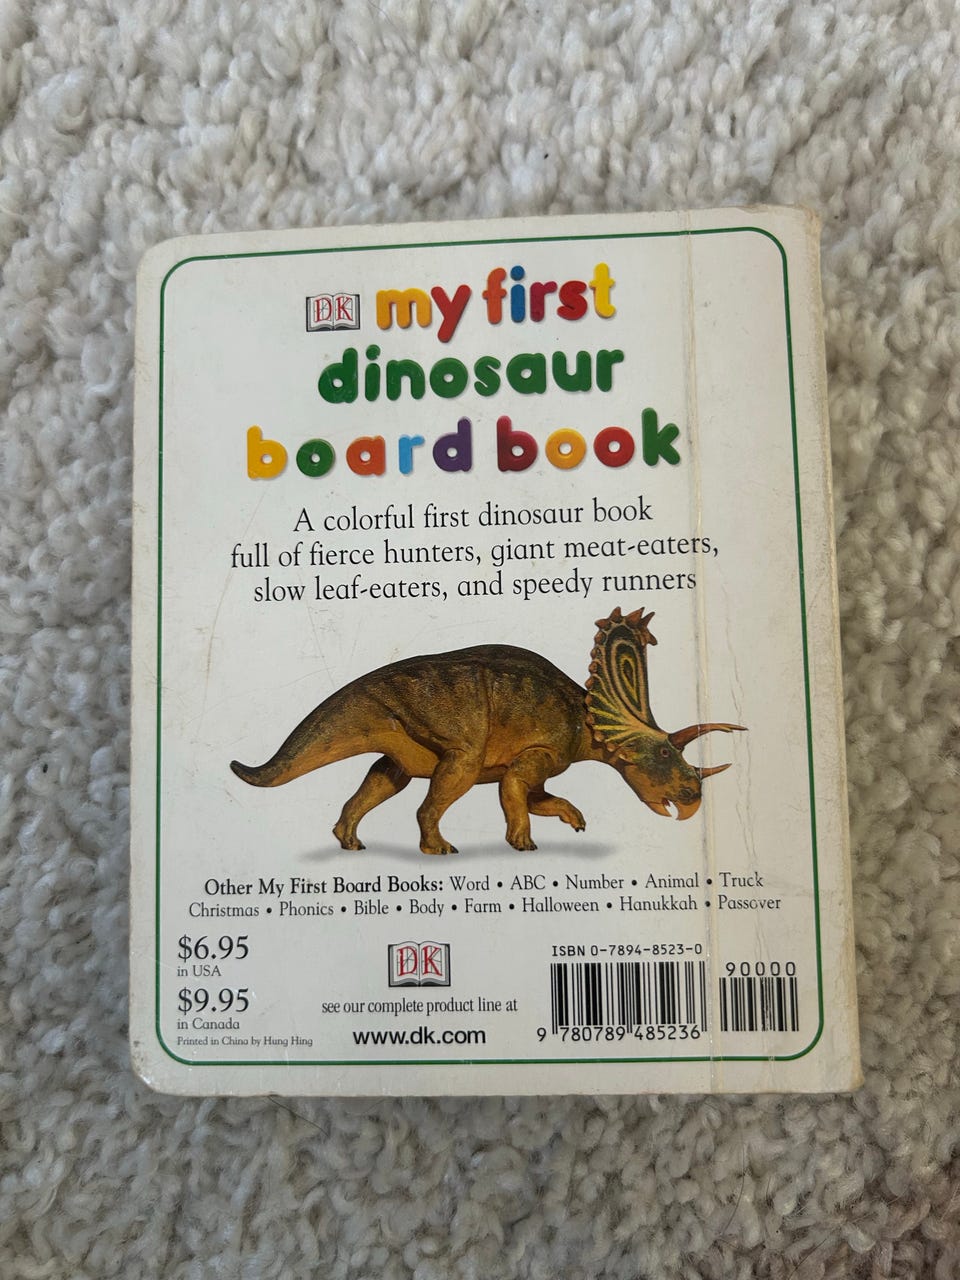 DK my first
dinosaur
board book
A colorful first dinosaur book
full of fierce hunters, giant meat-eaters,
slow leaf-eaters, and speedy runners
Other My First Board Books: Word • ABC • Number • Animal • Truck
Christmas • Phonics • Bible • Body • Farm • Halloween • Hanukkah • Passover
$6.95
in USA
$9.95
in Canada
Printed in China by Hung Hing
DK
see our complete product line at
www.dk.com
ISBN 0-7894-8523-0
90000
9 780789 485236